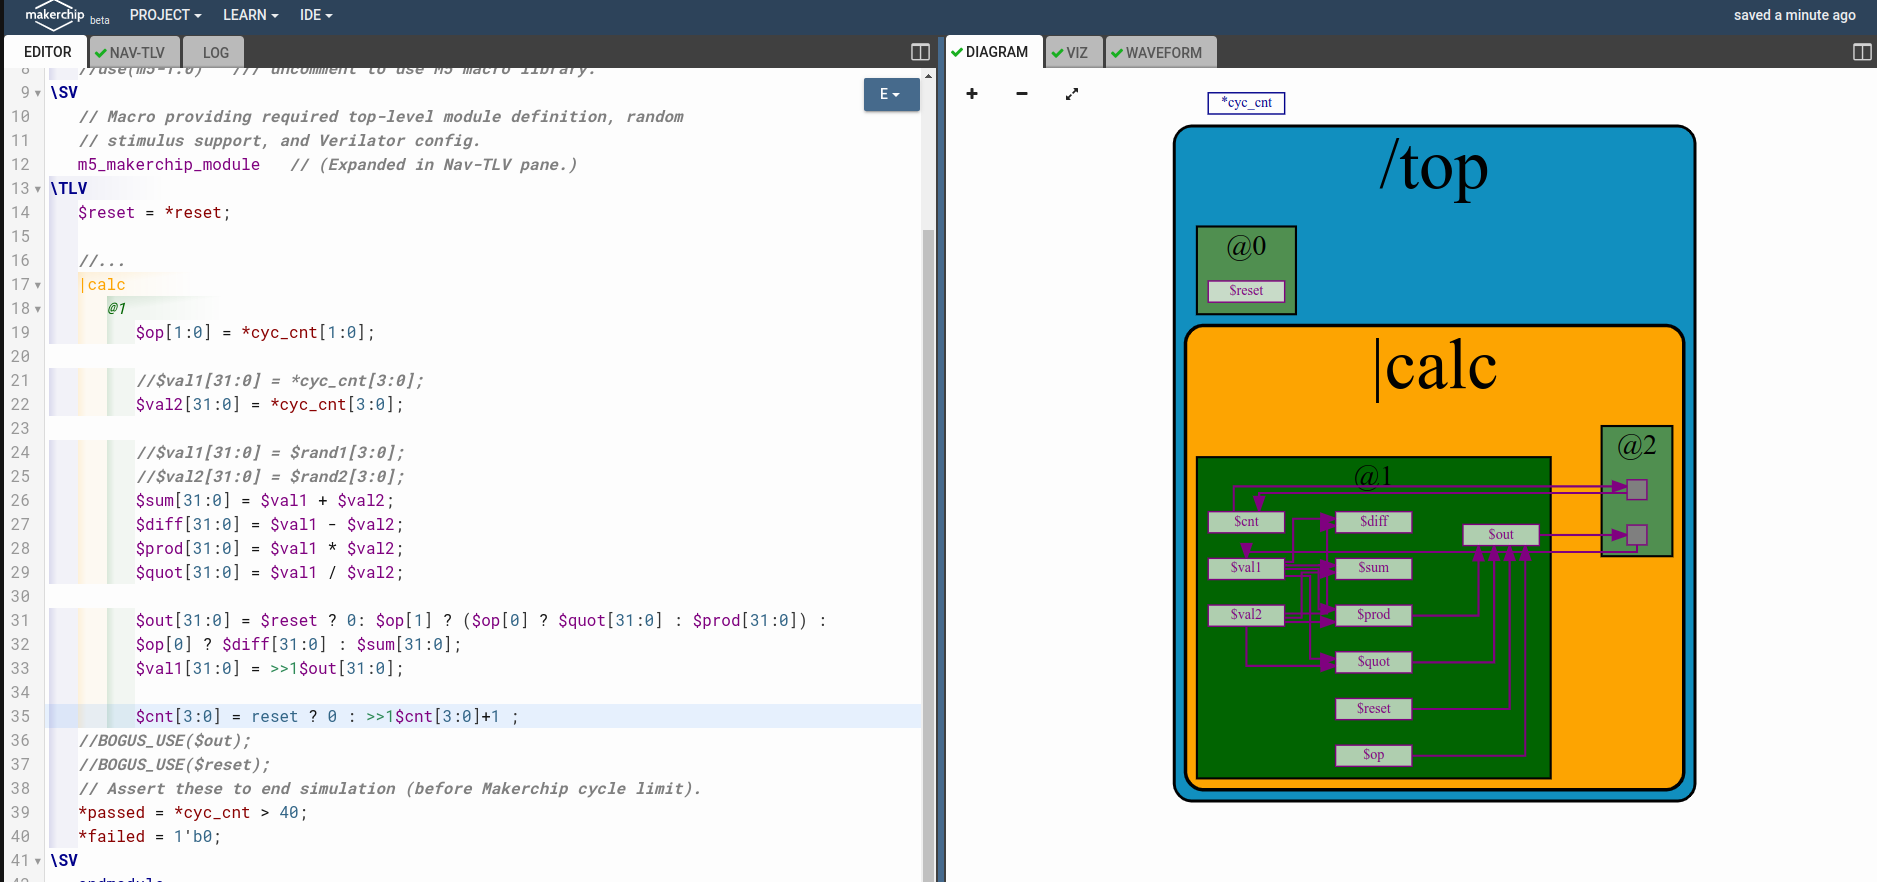 makerchip beta PROJECT LEARN IDE saved a minute ago
EDITOR NAV-TLV LOG
DIAGRAM VIZ WAVEFORM
8 //use(m5-1.0) /// uncomment to use M5 macro library.
9 \SV
E
10 // Macro providing required top-level module definition, random
11 // stimulus support, and Verilator config.
12 m5_makerchip_module // (Expanded in Nav-TLV pane.)
13 \TLV
14 $reset = *reset;
15
16 //...
17 |calc
18 @1
19 $op[1:0] = *cyc_cnt[1:0];
20
21 //$val1[31:0] = *cyc_cnt[3:0];
22 $val2[31:0] = *cyc_cnt[3:0];
23
24 //$val1[31:0] = $rand1[3:0];
25 //$val2[31:0] = $rand2[3:0];
26 $sum[31:0] = $val1 + $val2;
27 $diff[31:0] = $val1 - $val2;
28 $prod[31:0] = $val1 * $val2;
29 $quot[31:0] = $val1 / $val2;
30
31 $out[31:0] = $reset ? 0: $op[1] ? ($op[0] ? $quot[31:0] : $prod[31:0]) :
32 $op[0] ? $diff[31:0] : $sum[31:0];
33 $val1[31:0] = >>1$out[31:0];
34
35 $cnt[3:0] = reset ? 0 : >>1$cnt[3:0]+1 ;
36 //BOGUS_USE($out);
37 //BOGUS_USE($reset);
38 // Assert these to end simulation (before Makerchip cycle limit).
39 *passed = *cyc_cnt > 40;
40 *failed = 1'b0;
41 \SV
42 endmodule
*cyc_cnt
/top
@0
$reset
|calc
@2
@1
$cnt $diff
$out
$val1 $sum
$val2 $prod
$quot
$reset
$op